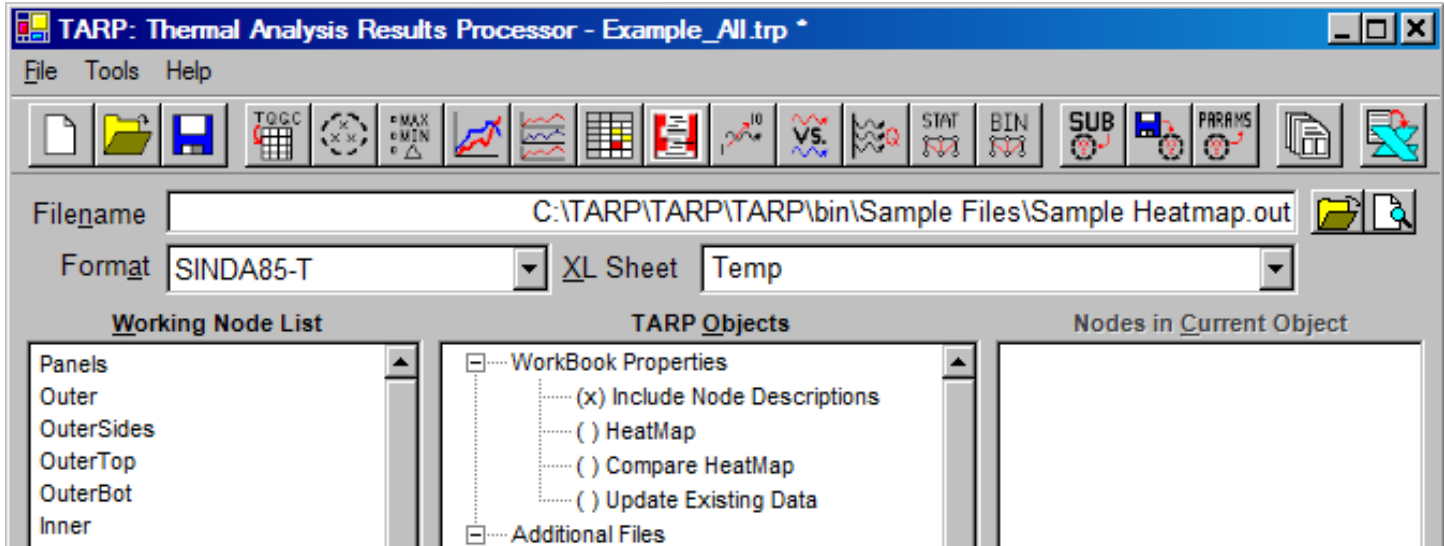 TARP: Thermal Analysis Results Processor - Example_All.trp *
File Tools Help
TQGC
MAX
MIN
10
VS.
Q
STAT
BIN
SUB
PARAMS
Filename C:\TARP\TARP\TARP\bin\Sample Files\Sample Heatmap.out
Format SINDA85-T XL Sheet Temp
Working Node List TARP Objects Nodes in Current Object
Panels
Outer
OuterSides
OuterTop
OuterBot
Inner
WorkBook Properties
(x) Include Node Descriptions
( ) HeatMap
( ) Compare HeatMap
( ) Update Existing Data
Additional Files